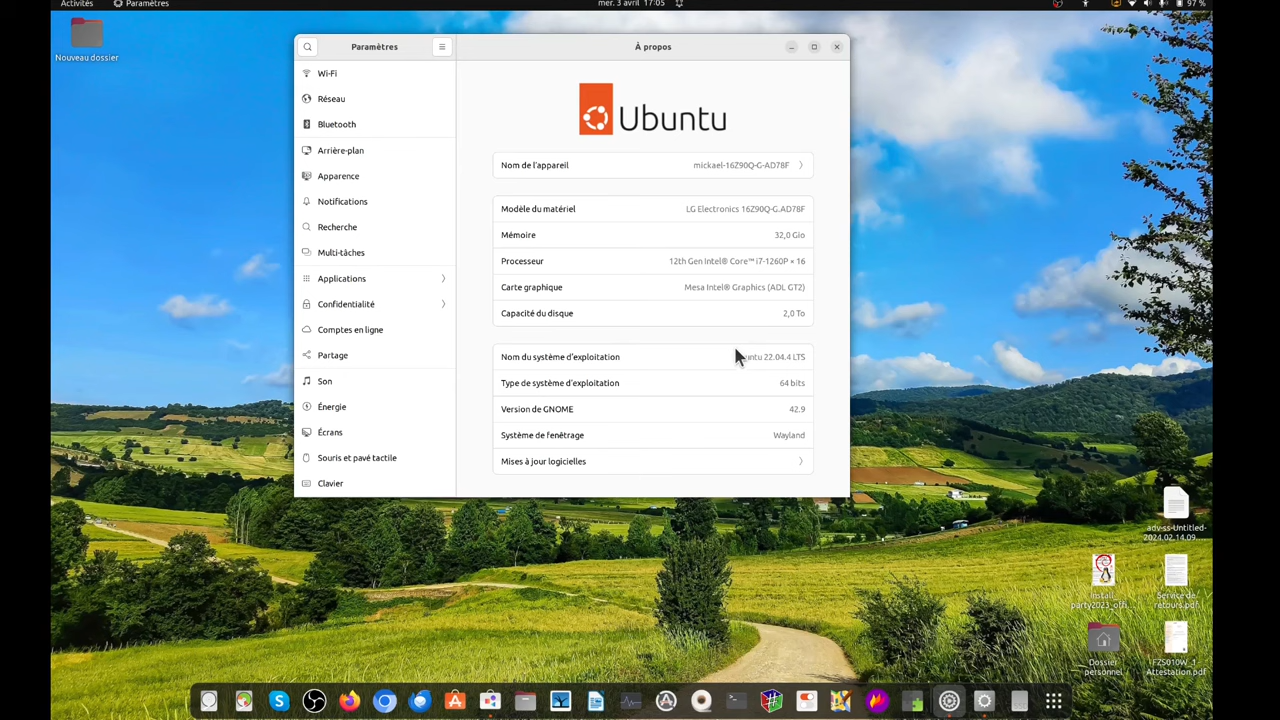 Activités
Paramètres
mer. 3 avril 17:05
97 %
Nouveau dossier
Paramètres
À propos
Wi-Fi
Réseau
Bluetooth
Arrière-plan
Apparence
Notifications
Recherche
Multi-tâches
Applications
Confidentialité
Comptes en ligne
Partage
Son
Énergie
Écrans
Souris et pavé tactile
Clavier
Ubuntu
Nom de l'appareil mickael-16Z90Q-G-AD78F
Modèle du matériel LG Electronics 16Z90Q-G.AD78F
Mémoire 32,0 Gio
Processeur 12th Gen Intel® Core™ i7-1260P × 16
Carte graphique Mesa Intel® Graphics (ADL GT2)
Capacité du disque 2,0 To
Nom du système d'exploitation untu 22.04.4 LTS
Type de système d'exploitation 64 bits
Version de GNOME 42.9
Système de fenêtrage Wayland
Mises à jour logicielles
adv-ss-Untitled-
2024.02.14.09...
Install
party2023_offi...
Service de
retours.pdf
Dossier
personnel
FZS010W_1-
Attestation.pdf